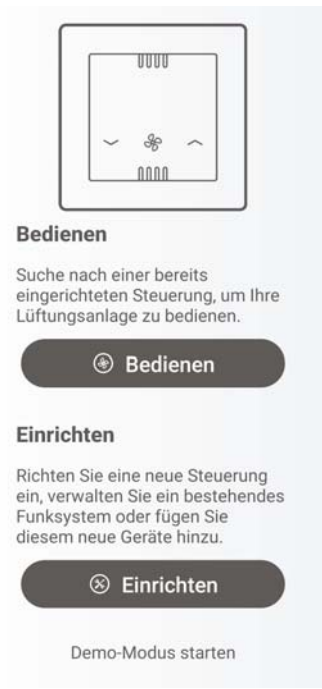 Bedienen
Suche nach einer bereits
eingerichteten Steuerung, um Ihre
Lüftungsanlage zu bedienen.
Bedienen
Einrichten
Richten Sie eine neue Steuerung
ein, verwalten Sie ein bestehendes
Funksystem oder fügen Sie
diesem neue Geräte hinzu.
Einrichten
Demo-Modus starten